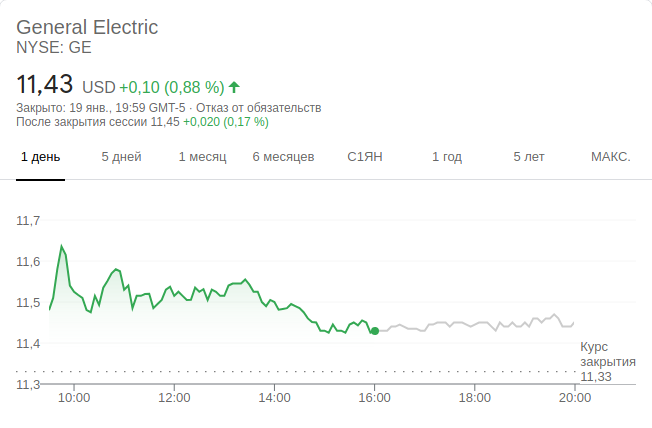 General Electric
NYSE: GE
11,43 USD +0,10 (0,88 %)
Закрыто: 19 янв., 19:59 GMT-5 · Отказ от обязательств
После закрытия сессии 11,45 +0,020 (0,17 %)
1 день 5 дней 1 месяц 6 месяцев С1ЯН 1 год 5 лет МАКС.
11,7
11,6
11,5
11,4
Курс
закрытия
11,33
11,3
10:00 12:00 14:00 16:00 18:00 20:00